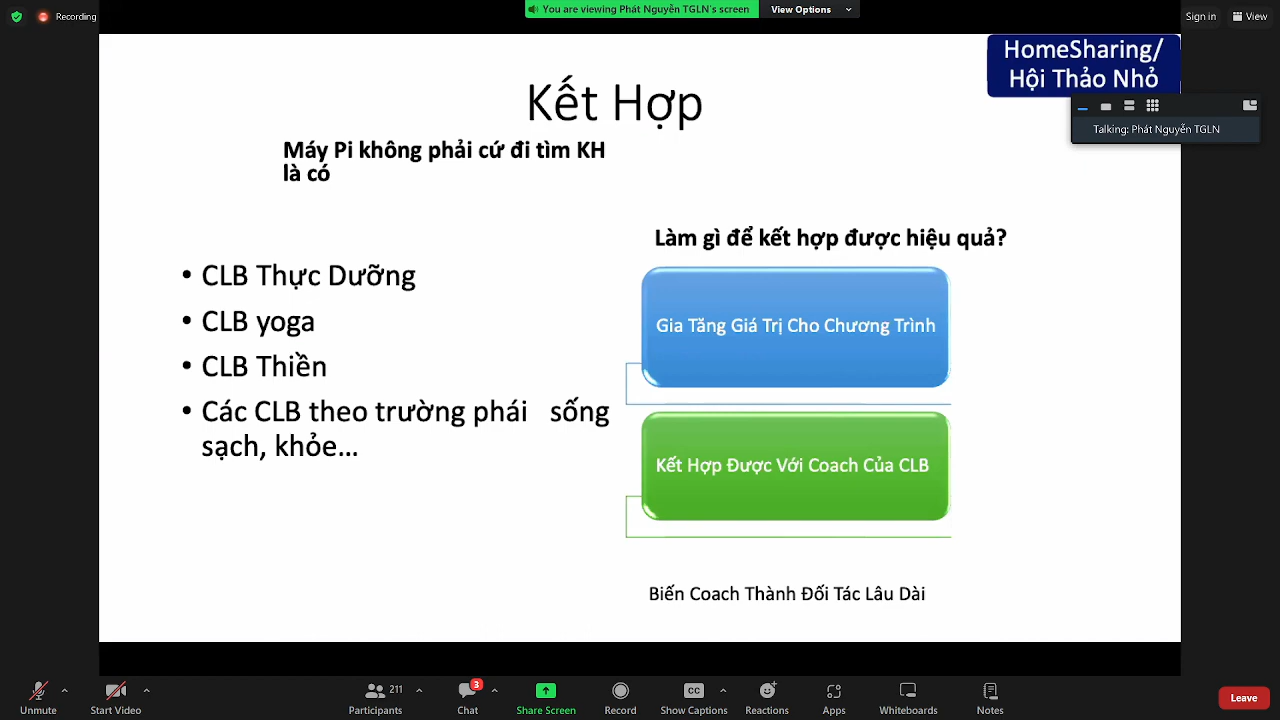 Recording
You are viewing Phát Nguyễn TGLN's screen
View Options
Sign in
View
HomeSharing/
Hội Thảo Nhỏ
Talking: Phát Nguyễn TGLN
Kết Hợp
Máy Pi không phải cứ đi tìm KH
là có
• CLB Thực Dưỡng
• CLB yoga
• CLB Thiền
• Các CLB theo trường phái sống
sạch, khỏe...
Làm gì để kết hợp được hiệu quả?
Gia Tăng Giá Trị Cho Chương Trình
Kết Hợp Được Với Coach Của CLB
Biến Coach Thành Đối Tác Lâu Dài
Unmute
Start Video
Participants
211
Chat
3
Share Screen
Record
CC
Show Captions
Reactions
Apps
Whiteboards
Notes
Leave